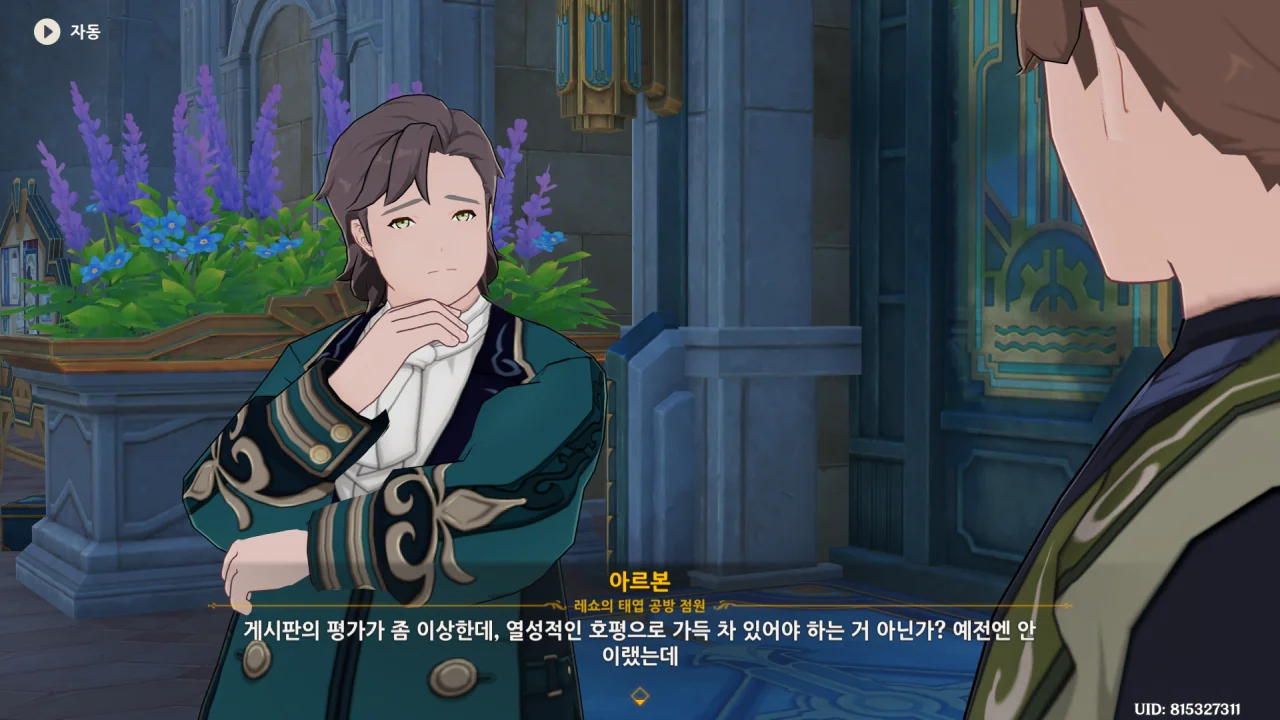 자동
아르본
레쇼의 태엽 공방 점원
게시판의 평가가 좀 이상한데, 열성적인 호평으로 가득 차 있어야 하는 거 아닌가? 예전엔 안
이랬는데
UID: 815327311